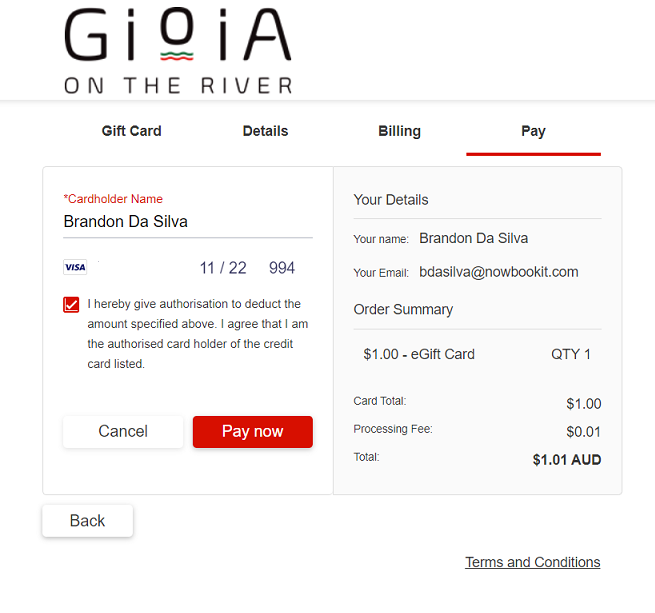 GiOiA
ON THE RIVER
Gift Card Details Billing Pay
*Cardholder Name
Brandon Da Silva
VISA 11 / 22 994
I hereby give authorisation to deduct the
amount specified above. I agree that I am
the authorised card holder of the credit
card listed.
Cancel Pay now
Your Details
Your name: Brandon Da Silva
Your Email: bdasilva@nowbookit.com
Order Summary
$1.00 - eGift Card QTY 1
Card Total: $1.00
Processing Fee: $0.01
Total: $1.01 AUD
Back
Terms and Conditions